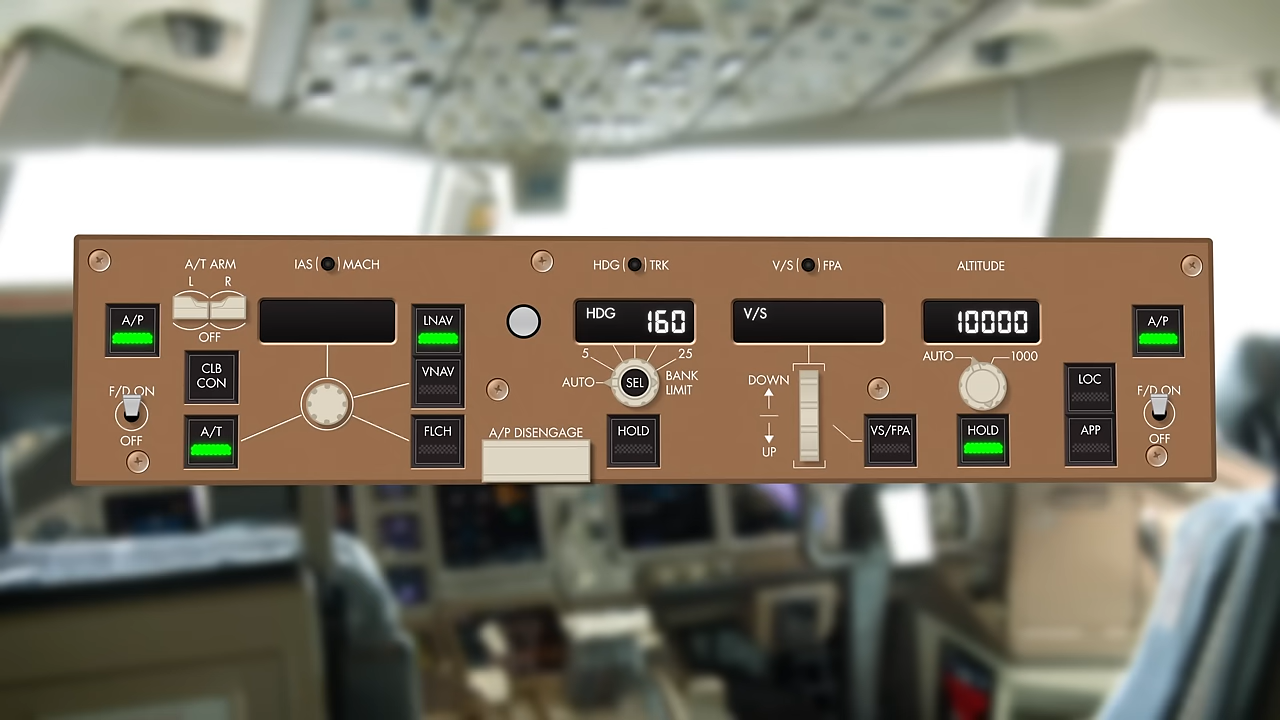 A/T ARM
L R
OFF
IAS MACH
HDG TRK
V/S FPA
ALTITUDE
A/P
CLB
CON
F/D ON
OFF
A/T
LNAV
VNAV
FLCH
HDG 160
5 25
AUTO SEL BANK
LIMIT
A/P DISENGAGE
HOLD
V/S
DOWN
UP
VS/FPA
10000
AUTO 1000
HOLD
LOC
APP
A/P
F/D ON
OFF